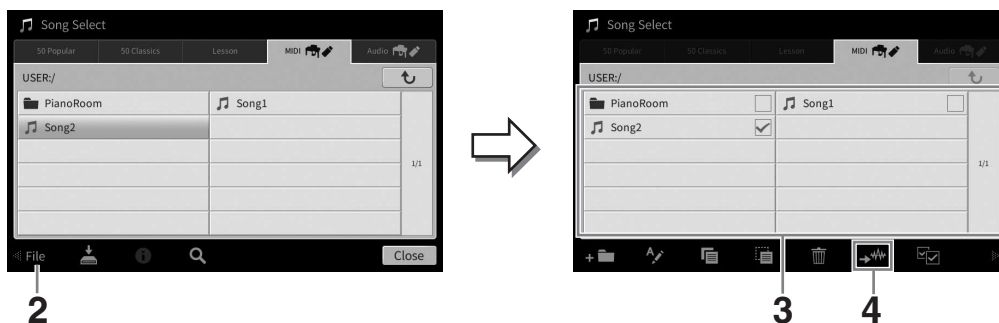 Song Select
50 Popular 50 Classics Lesson MIDI Audio
USER:/
PianoRoom Song1
Song2
1/1
File Close
2
Song Select
50 Popular 50 Classics Lesson MIDI Audio
USER:/
PianoRoom Song1
Song2
1/1
3 4